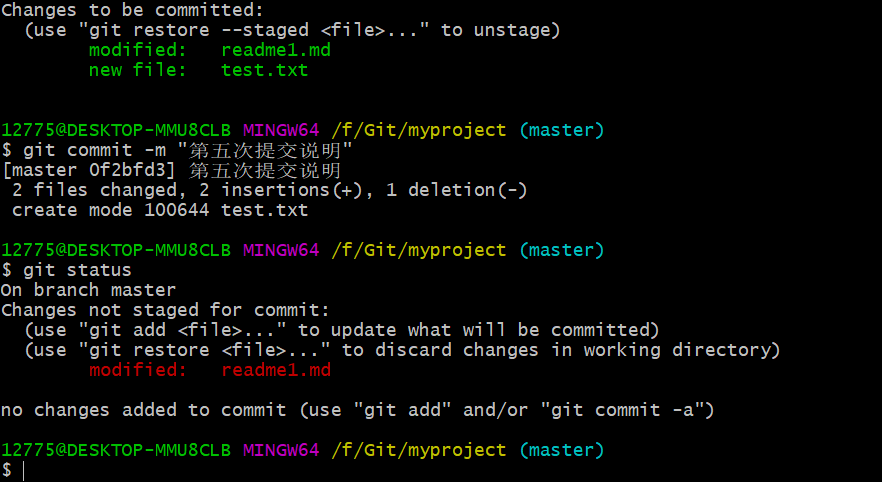 Changes to be committed:
  (use "git restore --staged <file>..." to unstage)
        modified:   readme1.md
        new file:   test.txt
12775@DESKTOP-MMU8CLB MINGW64 /f/Git/myproject (master)
$ git commit -m "第五次提交说明"
[master 0f2bfd3] 第五次提交说明
 2 files changed, 2 insertions(+), 1 deletion(-)
 create mode 100644 test.txt
12775@DESKTOP-MMU8CLB MINGW64 /f/Git/myproject (master)
$ git status
On branch master
Changes not staged for commit:
  (use "git add <file>..." to update what will be committed)
  (use "git restore <file>..." to discard changes in working directory)
        modified:   readme1.md
no changes added to commit (use "git add" and/or "git commit -a")
12775@DESKTOP-MMU8CLB MINGW64 /f/Git/myproject (master)
$